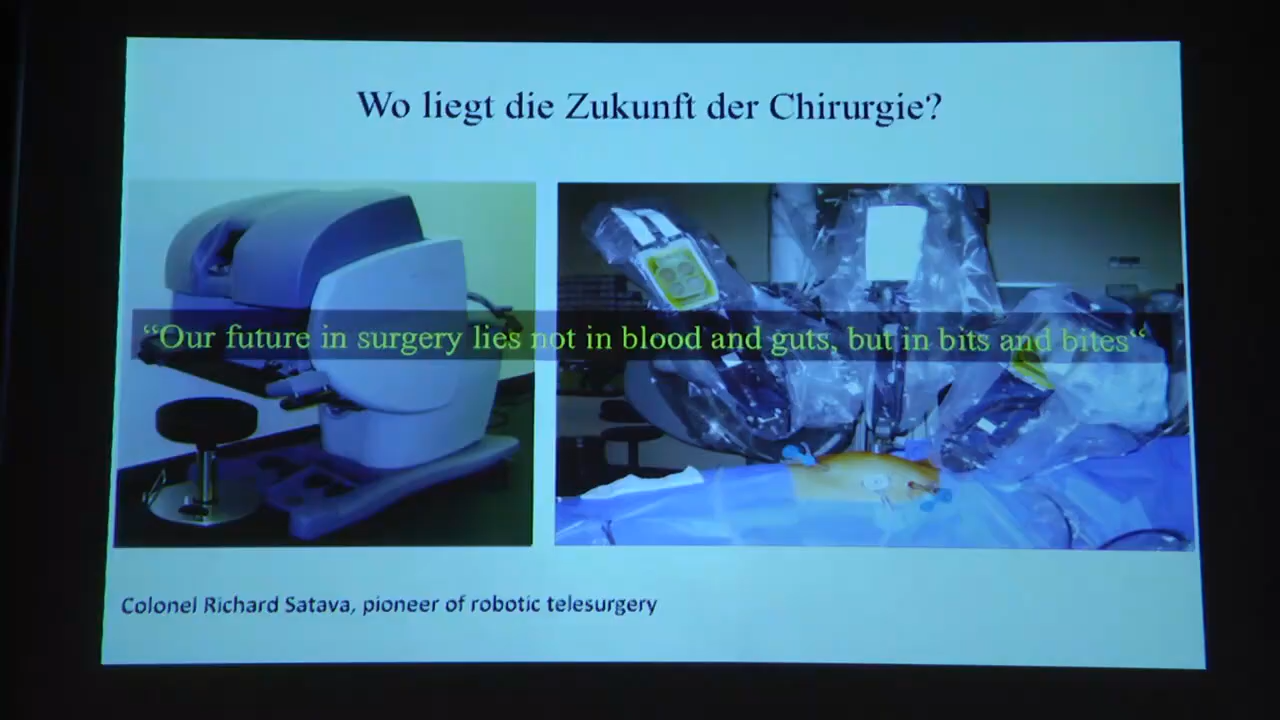 Wo liegt die Zukunft der Chirurgie?
“Our future in surgery lies not in blood and guts, but in bits and bites“
Colonel Richard Satava, pioneer of robotic telesurgery